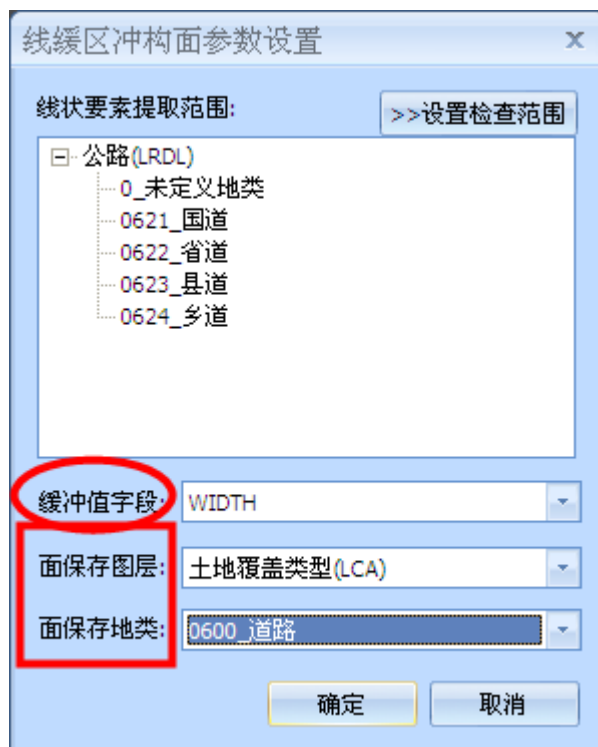 线缓区冲构面参数设置
线状要素提取范围:
>>设置检查范围
公路(LRDL)
0_未定义地类
0621_国道
0622_省道
0623_县道
0624_乡道
缓冲值字段: WIDTH
面保存图层: 土地覆盖类型(LCA)
面保存地类: 0600_道路
确定 取消